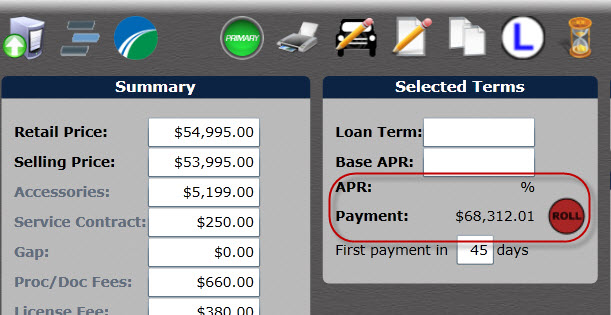 PRIMARY
L
Summary
Retail Price: $54,995.00
Selling Price: $53,995.00
Accessories: $5,199.00
Service Contract: $250.00
Gap: $0.00
Proc/Doc Fees: $660.00
License Fee: $380.00
Selected Terms
Loan Term:
Base APR:
APR: %
Payment: $68,312.01 ROLL
First payment in 45 days